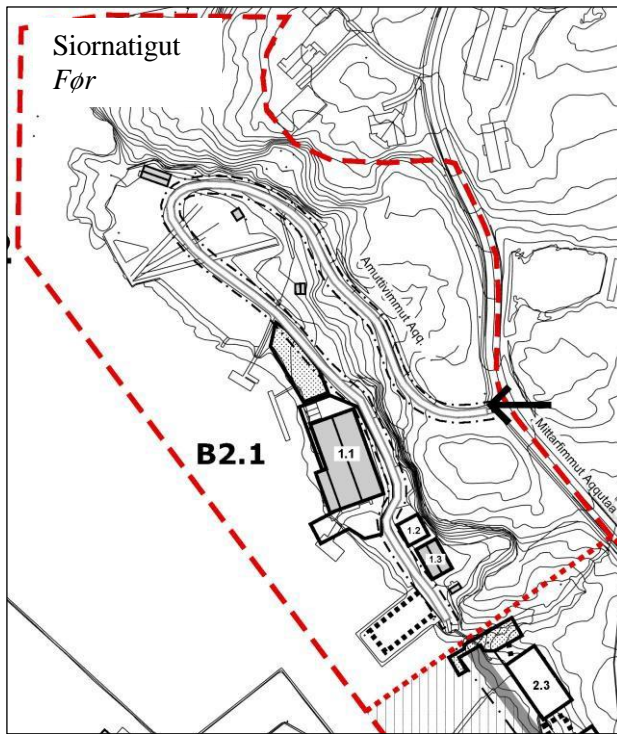 Siornatigut
Før
Amuttivimmut Aqq.
Mittarfimmut Aqqutaa
B2.1
1.1
1.2
1.3
2.3